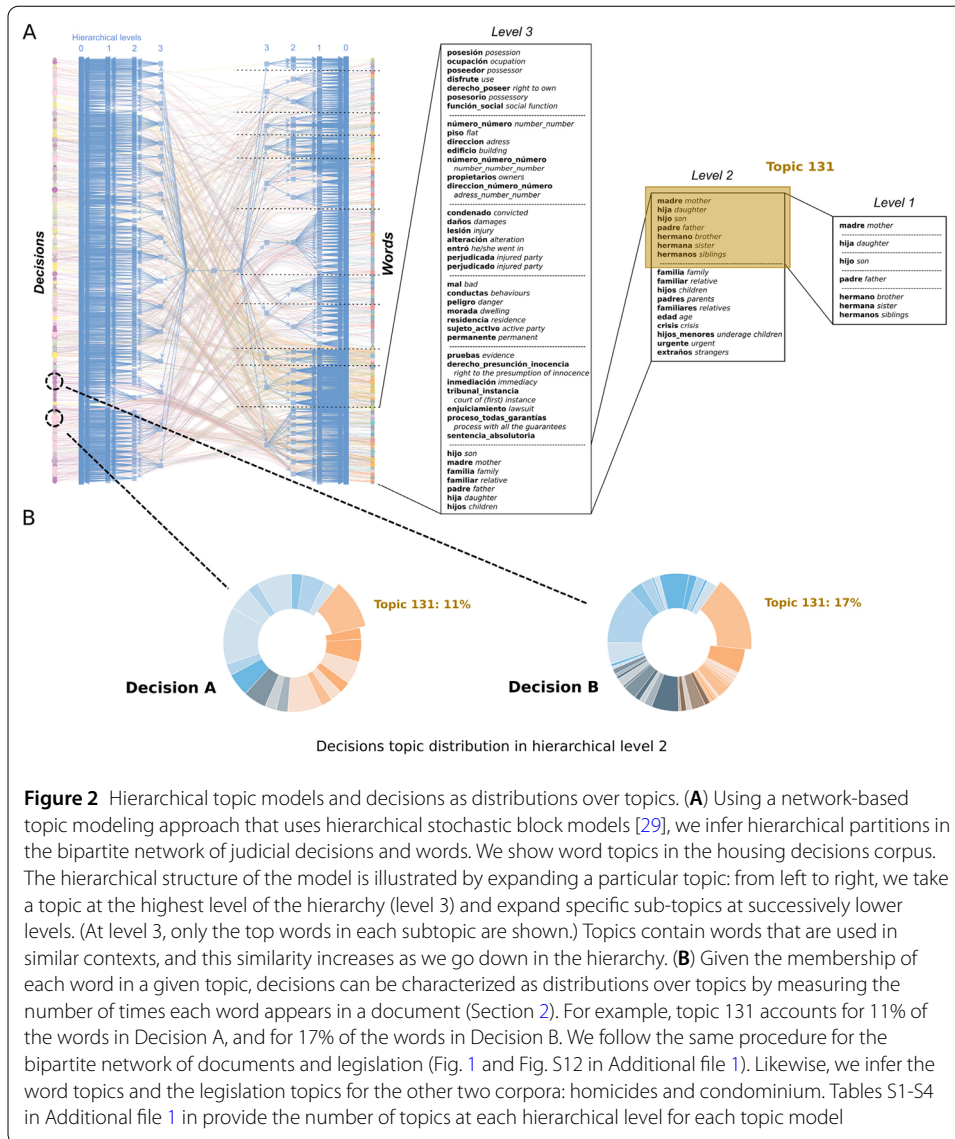 A
Hierarchical levels
0 1 2 3 3 2 1 0
Decisions
Words
Level 3
posesión posession
ocupación ocupation
poseedor possessor
disfrute use
derecho_poseer right to own
posesorio possessory
función_social social function
número_número number_number
piso flat
direccion adress
edificio building
número_número_número
number_number_number
propietarios owners
direccion_número_número
adress_number_number
condenado convicted
daños damages
lesión injury
alteración alteration
entró he/she went in
perjudicada injured party
perjudicado injured party
mal bad
conductas behaviours
peligro danger
morada dwelling
residencia residence
sujeto_activo active party
permanente permanent
pruebas evidence
derecho_presunción_inocencia
right to the presumption of innocence
inmediación immediacy
tribunal_instancia
court of (first) instance
enjuiciamiento lawsuit
proceso_todas_garantías
process with all the guarantees
sentencia_absolutoria
hijo son
madre mother
familia family
familiar relative
padre father
hija daughter
hijos children
Topic 131
Level 2
madre mother
hija daughter
hijo son
padre father
hermano brother
hermana sister
hermanos siblings
familia family
familiar relative
hijos children
padres parents
familiares relatives
edad age
crisis crisis
hijos_menores underage children
urgente urgent
extraños strangers
Level 1
madre mother
hija daughter
hijo son
padre father
hermano brother
hermana sister
hermanos siblings
B
Topic 131: 11%
Decision A
Topic 131: 17%
Decision B
Decisions topic distribution in hierarchical level 2
Figure 2 Hierarchical topic models and decisions as distributions over topics. (A) Using a network-based
topic modeling approach that uses hierarchical stochastic block models [29], we infer hierarchical partitions in
the bipartite network of judicial decisions and words. We show word topics in the housing decisions corpus.
The hierarchical structure of the model is illustrated by expanding a particular topic: from left to right, we take
a topic at the highest level of the hierarchy (level 3) and expand specific sub-topics at successively lower
levels. (At level 3, only the top words in each subtopic are shown.) Topics contain words that are used in
similar contexts, and this similarity increases as we go down in the hierarchy. (B) Given the membership of
each word in a given topic, decisions can be characterized as distributions over topics by measuring the
number of times each word appears in a document (Section 2). For example, topic 131 accounts for 11% of
the words in Decision A, and for 17% of the words in Decision B. We follow the same procedure for the
bipartite network of documents and legislation (Fig. 1 and Fig. S12 in Additional file 1). Likewise, we infer the
word topics and the legislation topics for the other two corpora: homicides and condominium. Tables S1-S4
in Additional file 1 in provide the number of topics at each hierarchical level for each topic model